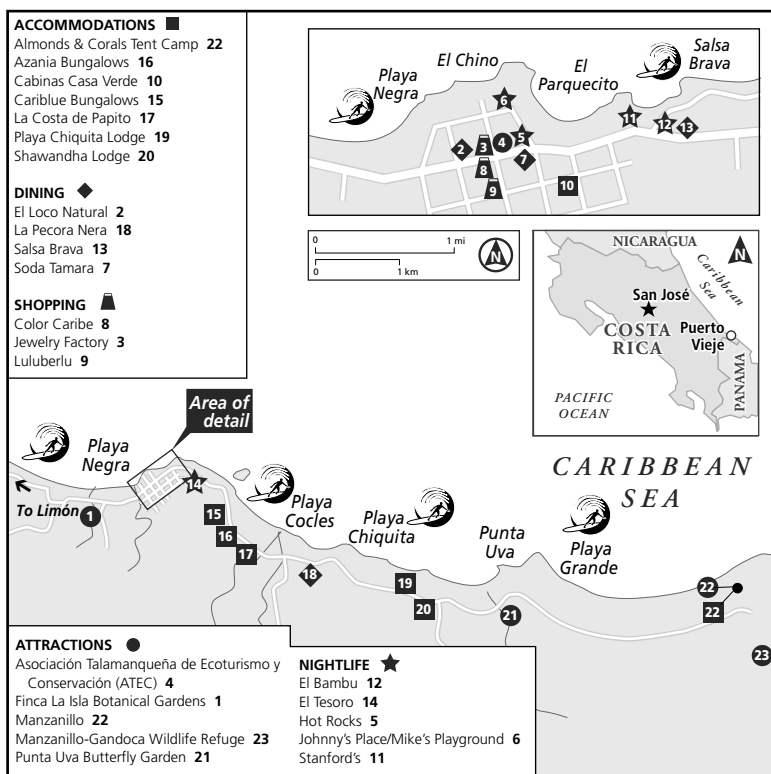 ACCOMMODATIONS
Almonds & Corals Tent Camp 22
Azania Bungalows 16
Cabinas Casa Verde 10
Cariblue Bungalows 15
La Costa de Papito 17
Playa Chiquita Lodge 19
Shawandha Lodge 20
DINING
El Loco Natural 2
La Pecora Nera 18
Salsa Brava 13
Soda Tamara 7
SHOPPING
Color Caribe 8
Jewelry Factory 3
Luluberlu 9
Playa
Negra
El Chino
El
Parquecito
Salsa
Brava
6
11
12
13
5
4
3
2
7
8
9
10
0
1 mi
0
1 km
N
NICARAGUA
Caribbean
Sea
N
San José
COSTA
RICA
Puerto
Vieje
PANAMA
PACIFIC
OCEAN
Area of
detail
Playa
Negra
To Limón
1
14
15
16
17
Playa
Cocles
18
Playa
Chiquita
19
20
Punta
Uva
21
Playa
Grande
CARIBBEAN
SEA
22
22
23
ATTRACTIONS
Asociación Talamanqueña de Ecoturismo y
Conservación (ATEC) 4
Finca La Isla Botanical Gardens 1
Manzanillo 22
Manzanillo-Gandoca Wildlife Refuge 23
Punta Uva Butterfly Garden 21
NIGHTLIFE
El Bambu 12
El Tesoro 14
Hot Rocks 5
Johnny's Place/Mike's Playground 6
Stanford's 11